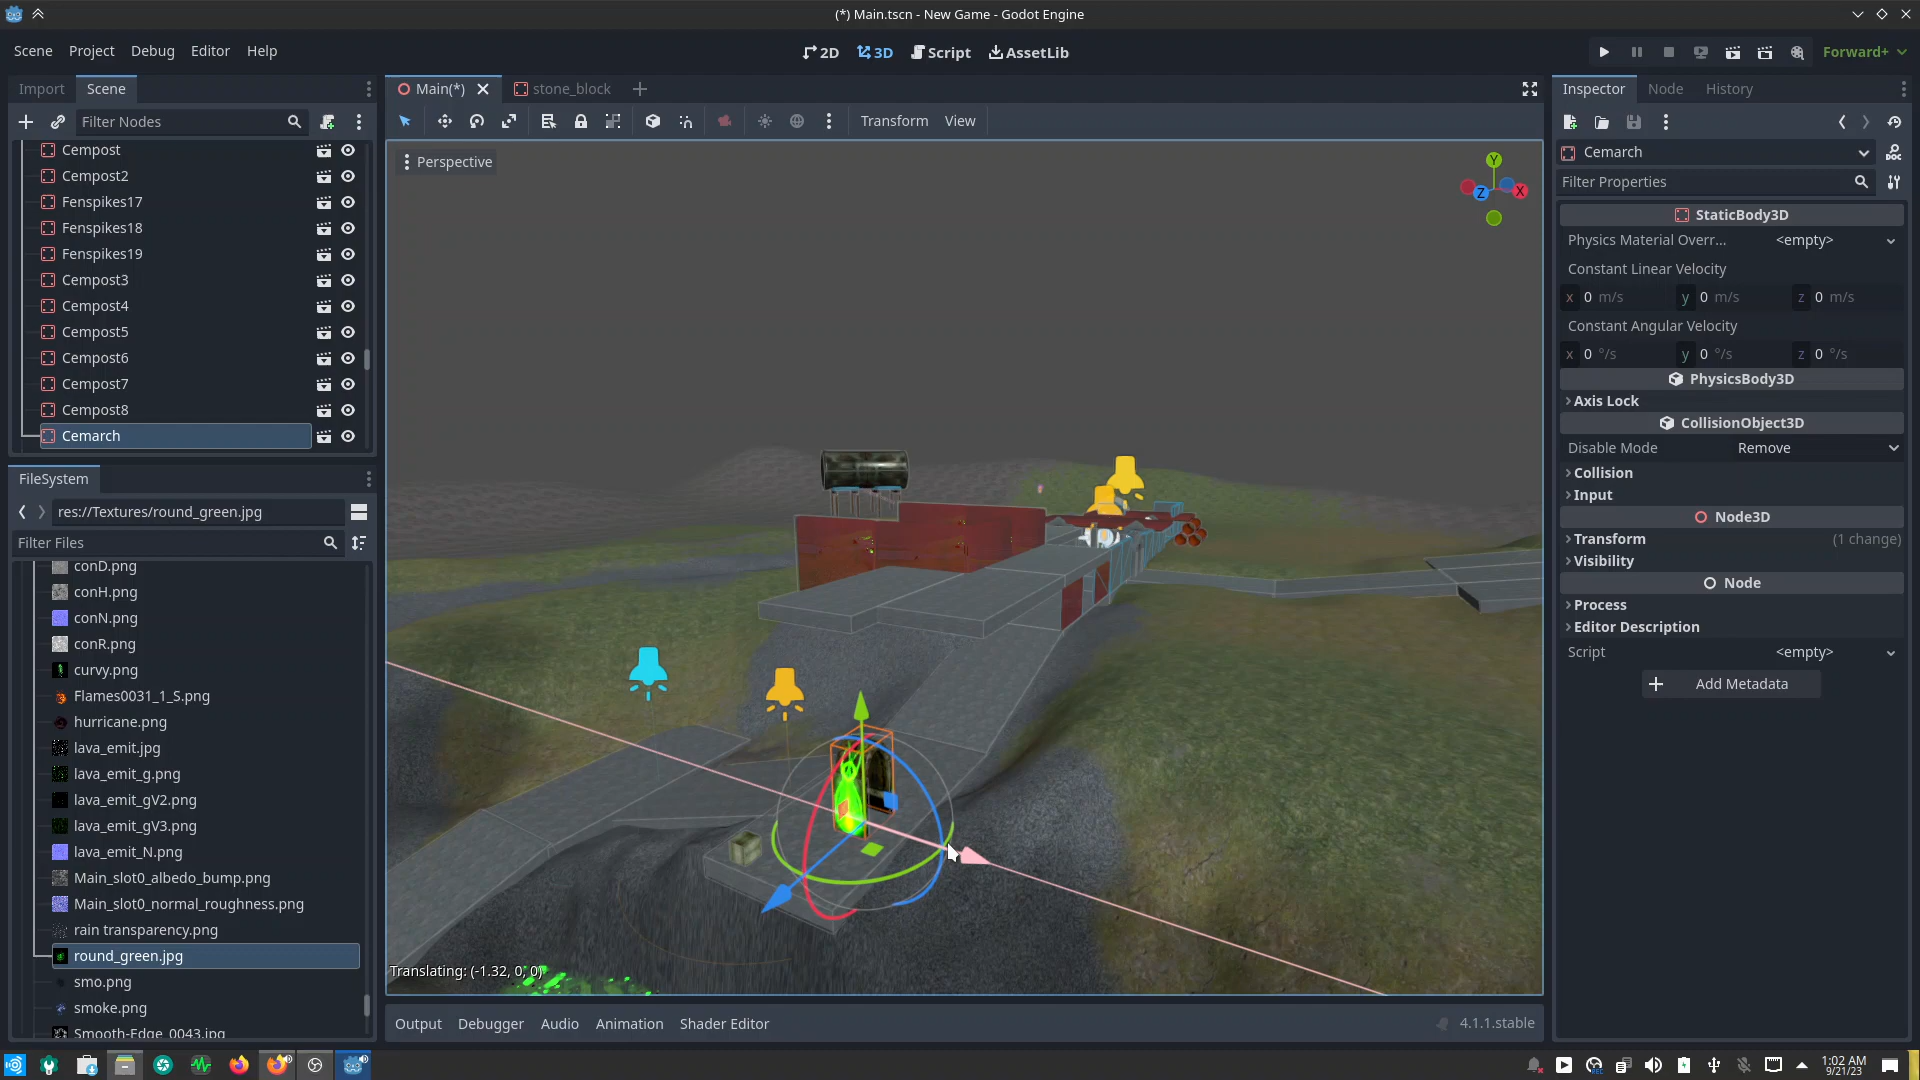 (*) Main.tscn - New Game - Godot Engine
Scene Project Debug Editor Help
2D 3D Script AssetLib
Forward+
Import Scene
Filter Nodes
Cempost
Cempost2
Fenspikes17
Fenspikes18
Fenspikes19
Cempost3
Cempost4
Cempost5
Cempost6
Cempost7
Cempost8
Cemarch
FileSystem
res://Textures/round_green.jpg
Filter Files
conD.png
conH.png
conN.png
conR.png
curvy.png
Flames0031_1_S.png
hurricane.png
lava_emit.jpg
lava_emit_g.png
lava_emit_gV2.png
lava_emit_gV3.png
lava_emit_N.png
Main_slot0_albedo_bump.png
Main_slot0_normal_roughness.png
rain transparency.png
round_green.jpg
smo.png
smoke.png
Smooth-Edge_0043.jpg
Main(*) stone_block
Transform View
Perspective
Y
Z X
Translating: (-1.32, 0, 0)
Output Debugger Audio Animation Shader Editor
4.1.1.stable
Inspector Node History
Cemarch
DOC
Filter Properties
StaticBody3D
Physics Material Overr... <empty>
Constant Linear Velocity
x 0 m/s y 0 m/s z 0 m/s
Constant Angular Velocity
x 0 °/s y 0 °/s z 0 °/s
PhysicsBody3D
Axis Lock
CollisionObject3D
Disable Mode Remove
Collision
Input
Node3D
Transform (1 change)
Visibility
Node
Process
Editor Description
Script <empty>
Add Metadata
1:02 AM
9/21/23